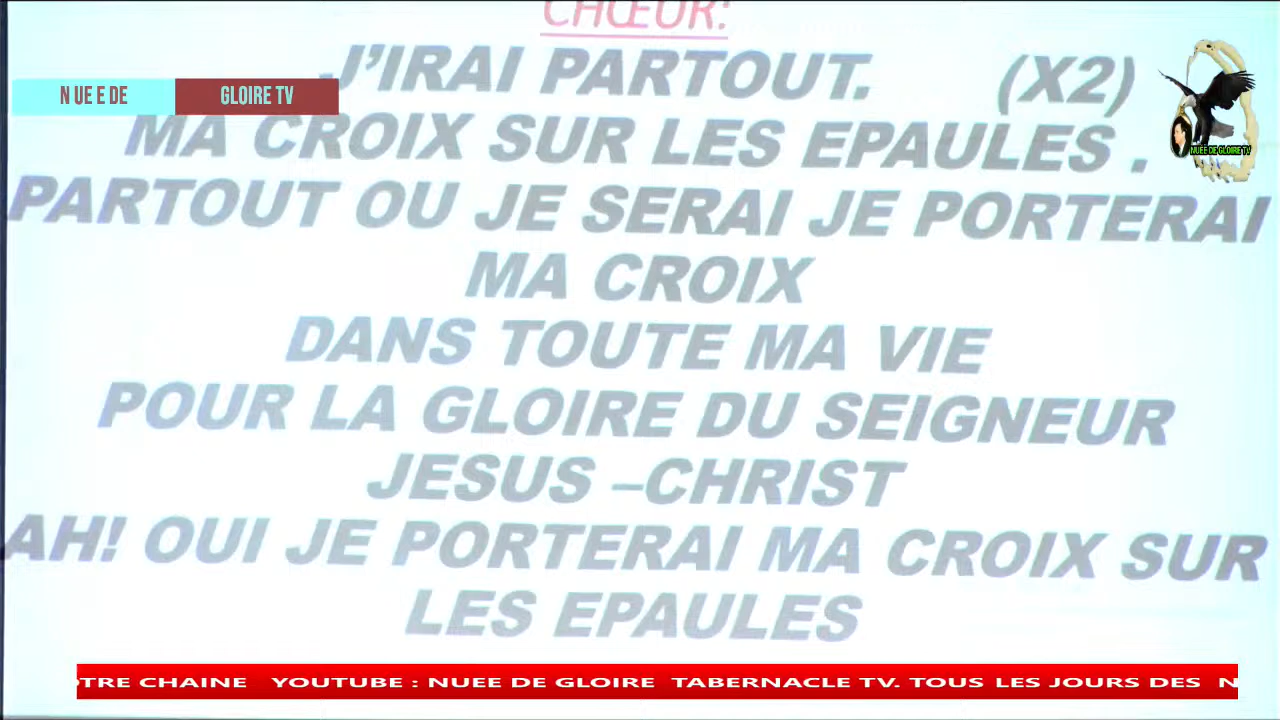 CHŒUR:
J'IRAI PARTOUT. (X2)
NUEE DE GLOIRE TV
MA CROIX SUR LES EPAULES .
NUEE DE GLOIRE TV
PARTOUT OU JE SERAI JE PORTERAI
MA CROIX
DANS TOUTE MA VIE
POUR LA GLOIRE DU SEIGNEUR
JESUS –CHRIST
AH! OUI JE PORTERAI MA CROIX SUR
LES EPAULES
OTRE CHAINE YOUTUBE : NUEE DE GLOIRE TABERNACLE TV. TOUS LES JOURS DES N